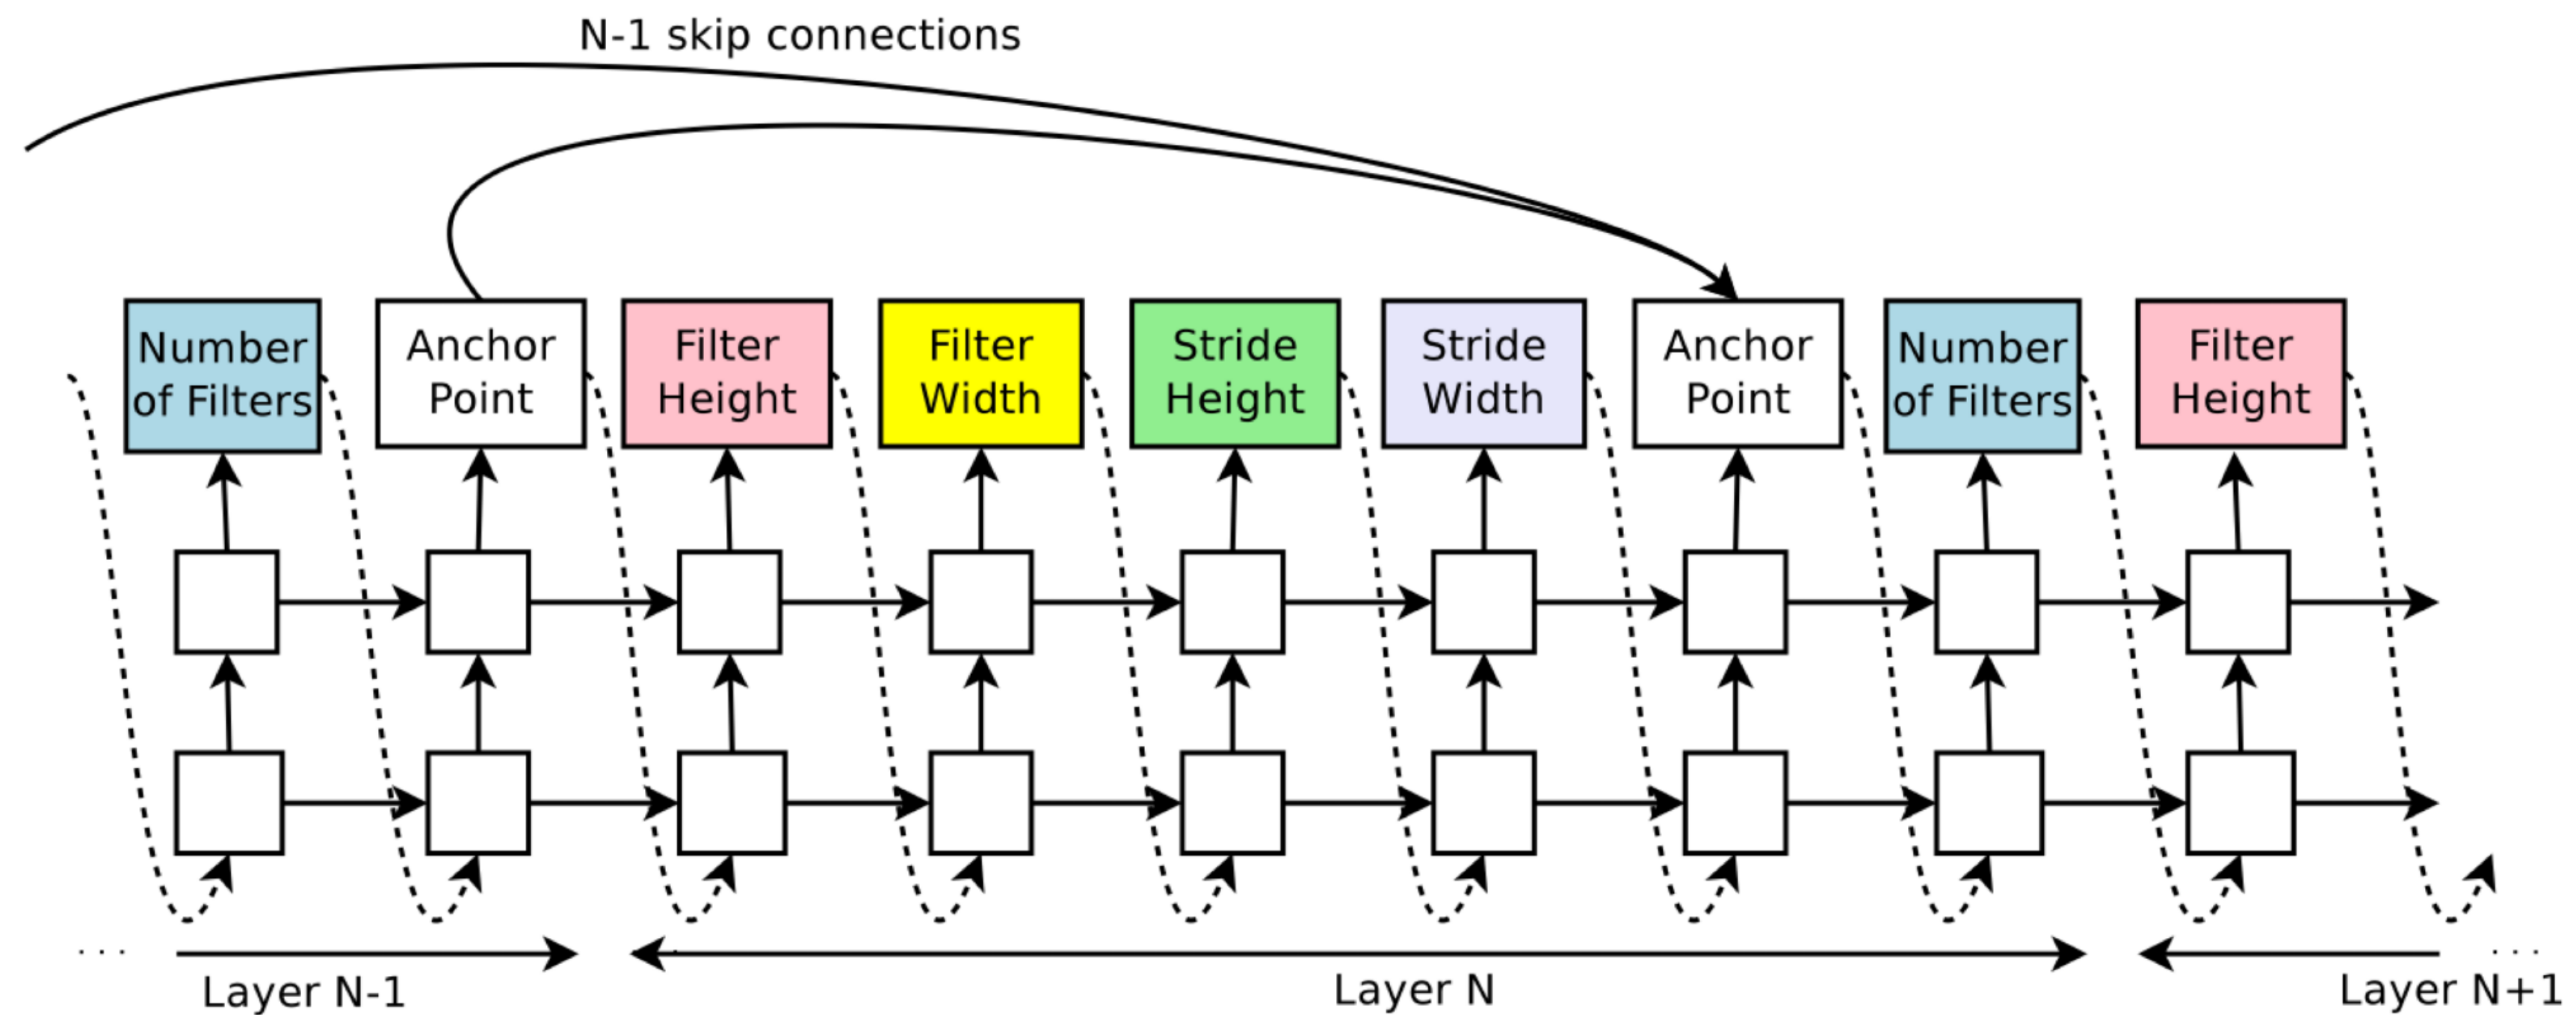 N-1 skip connections
Number
of Filters
Anchor
Point
Filter
Height
Filter
Width
Stride
Height
Stride
Width
Anchor
Point
Number
of Filters
Filter
Height
. . .
Layer N-1
Layer N
. . .
Layer N+1